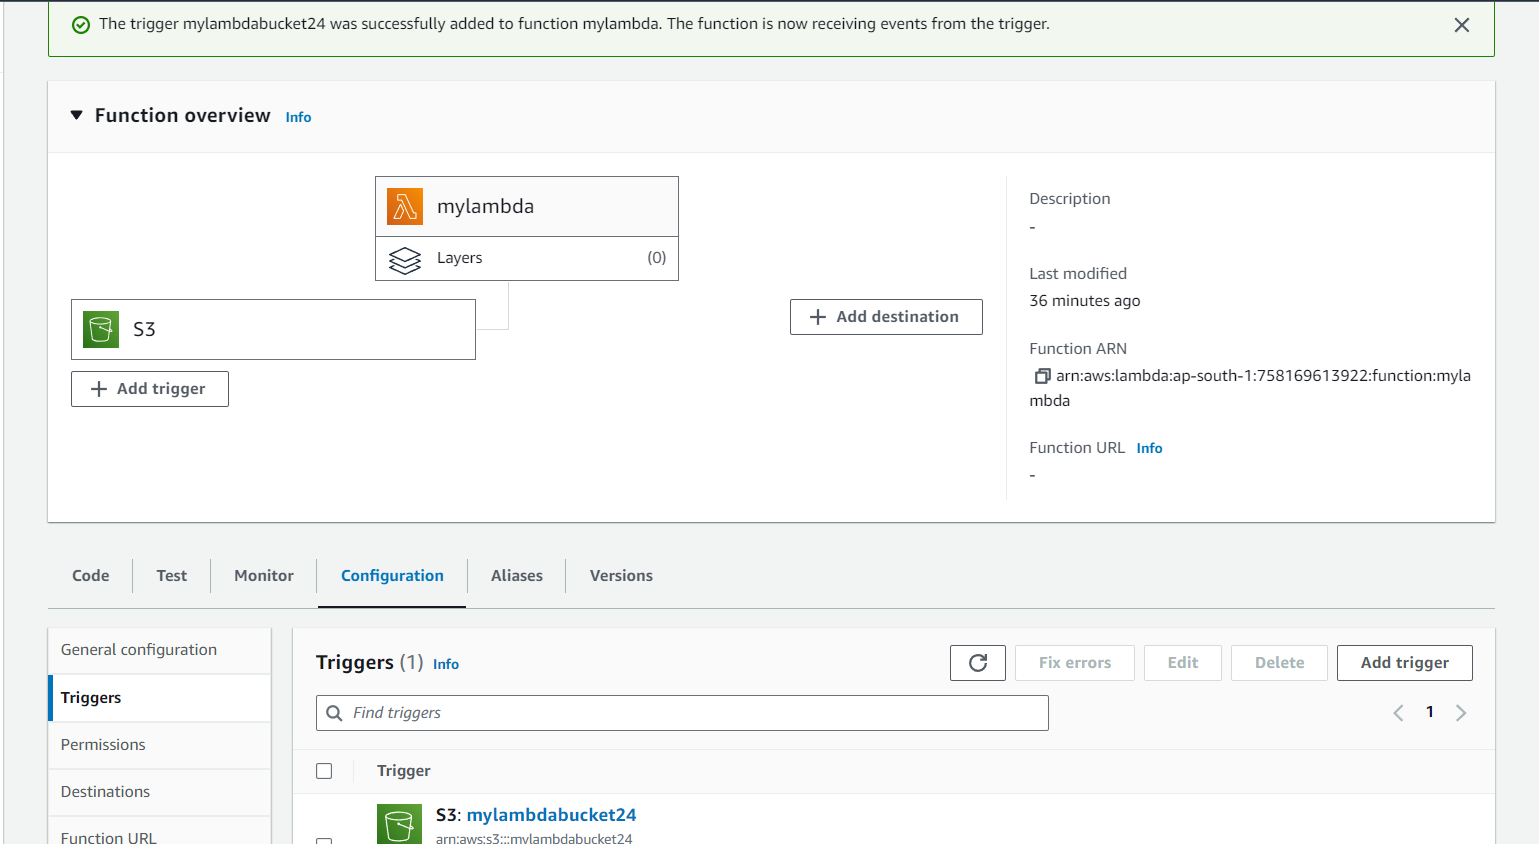 The trigger mylambdabucket24 was successfully added to function mylambda. The function is now receiving events from the trigger.
Function overview Info
mylambda
Layers (0)
S3
Add trigger
Add destination
Description
-
Last modified
36 minutes ago
Function ARN
arn:aws:lambda:ap-south-1:758169613922:function:myla
mbda
Function URL Info
-
Code Test Monitor Configuration Aliases Versions
General configuration
Triggers
Permissions
Destinations
Function URL
Triggers (1) Info
Fix errors Edit Delete Add trigger
Find triggers
1
Trigger
S3: mylambdabucket24
arn:aws:s3:::mylambdabucket24